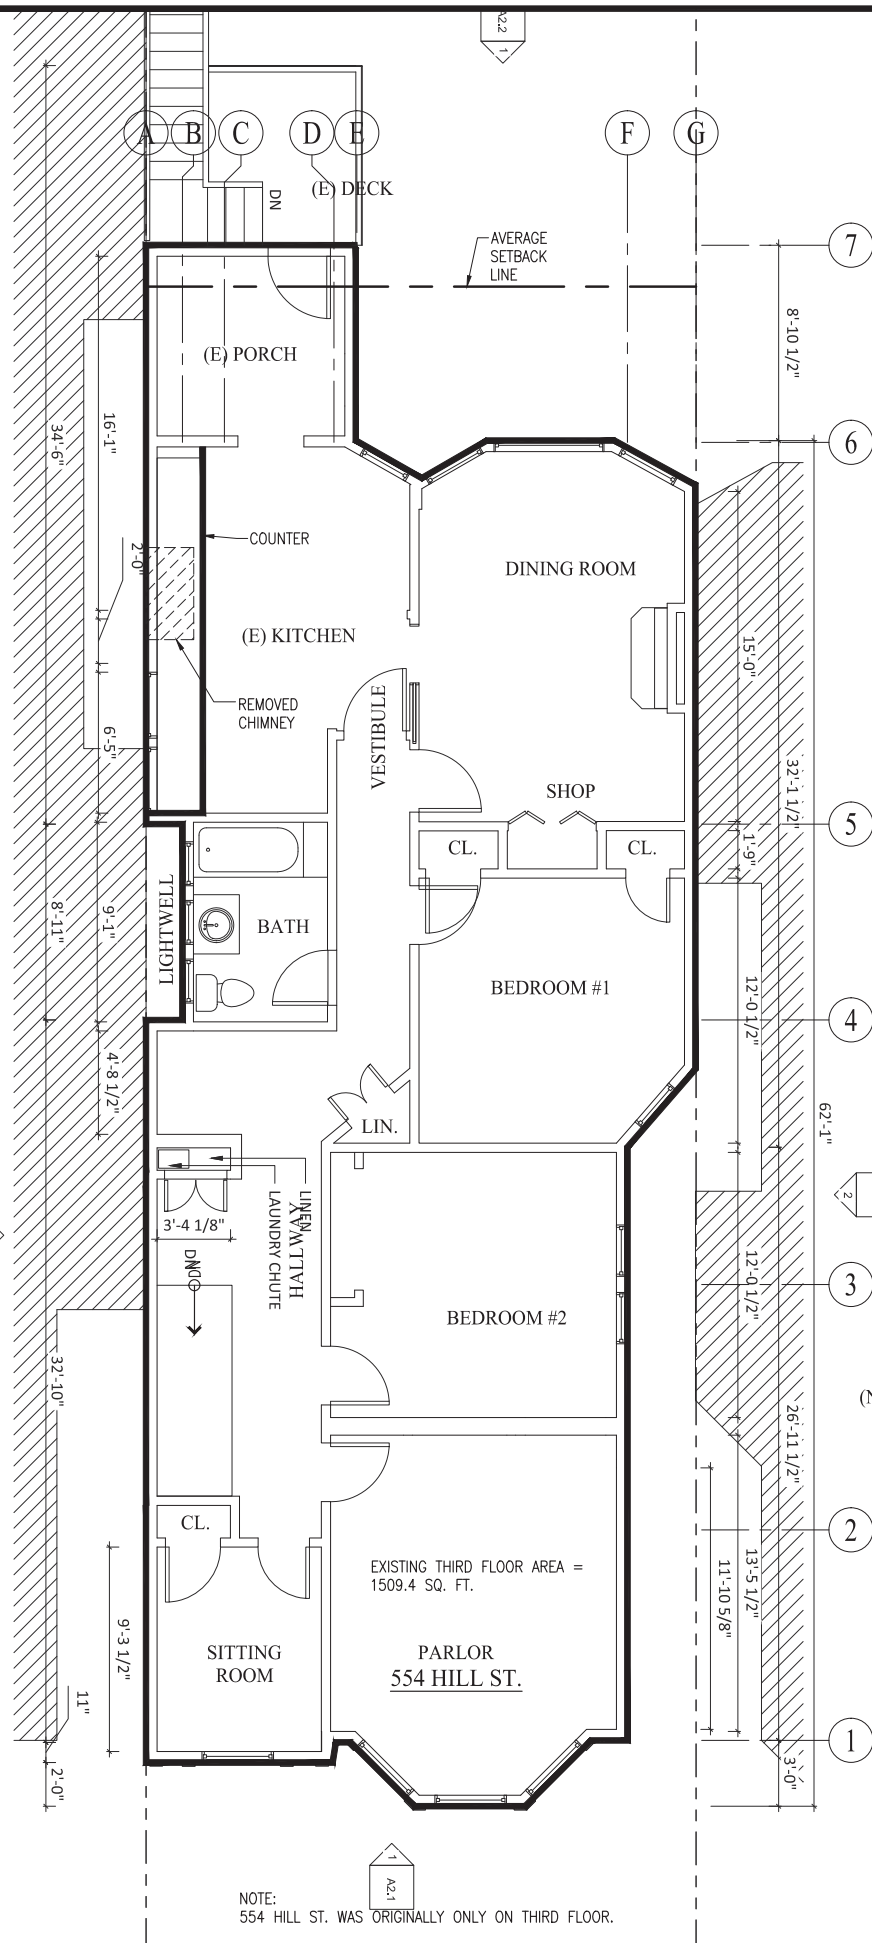 A2.2
1
A
B
C
D
E
F
G
(E) DECK
DN
AVERAGE
SETBACK
LINE
7
8'-10 1/2"
(E) PORCH
16'-1"
34'-6"
6
COUNTER
2'-0"
DINING ROOM
(E) KITCHEN
15'-0"
REMOVED
CHIMNEY
VESTIBULE
6'-5"
32'-1 1/2"
SHOP
5
CL.
CL.
1'-9"
LIGHTWELL
8'-11"
9'-1"
BATH
BEDROOM #1
12'-0 1/2"
4
4'-8 1/2"
LIN.
62'-1"
LINEN
HALLWAY
LAUNDRY CHUTE
3'-4 1/8"
2
DND
12'-0 1/2"
3
BEDROOM #2
32'-10"
(N
26'-11 1/2"
CL.
2
EXISTING THIRD FLOOR AREA =
1509.4 SQ. FT.
13'-5 1/2"
11'-10 5/8"
9'-3 1/2"
SITTING
ROOM
PARLOR
554 HILL ST.
11"
1
2'-0"
3'-0"
1
A2.1
NOTE:
554 HILL ST. WAS ORIGINALLY ONLY ON THIRD FLOOR.